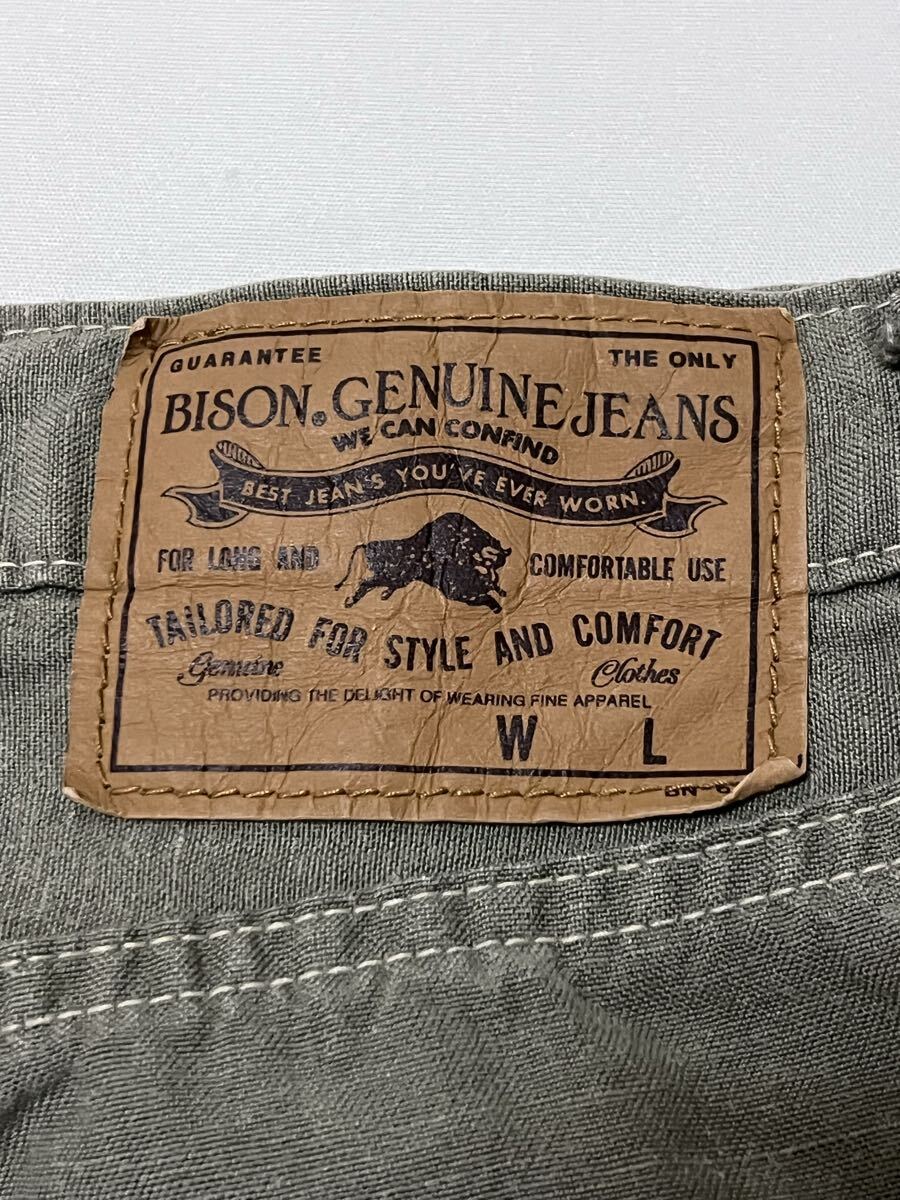 GUARANTEE THE ONLY
BISON. GENUINE JEANS
WE CAN CONFIND
BEST JEAN'S YOU'VE EVER WORN.
FOR LONG AND COMFORTABLE USE
TAILORED FOR STYLE AND COMFORT
Genuine Clothes
PROVIDING THE DELIGHT OF WEARING FINE APPAREL
W L